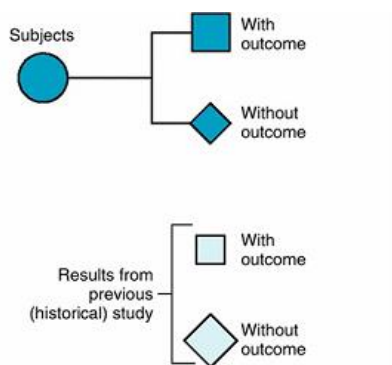 Subjects
With
outcome
Without
outcome
Results from
previous
(historical) study
With
outcome
Without
outcome